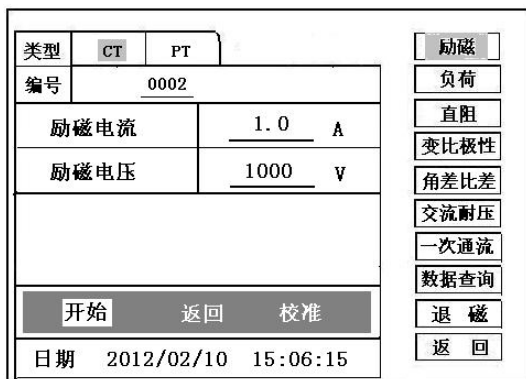 类型 CT PT
编号 0002
励磁电流 1.0 A
励磁电压 1000 V
开始 返回 校准
日期 2012/02/10 15:06:15
励磁
负荷
直阻
变比极性
角差比差
交流耐压
一次通流
数据查询
退 磁
返 回